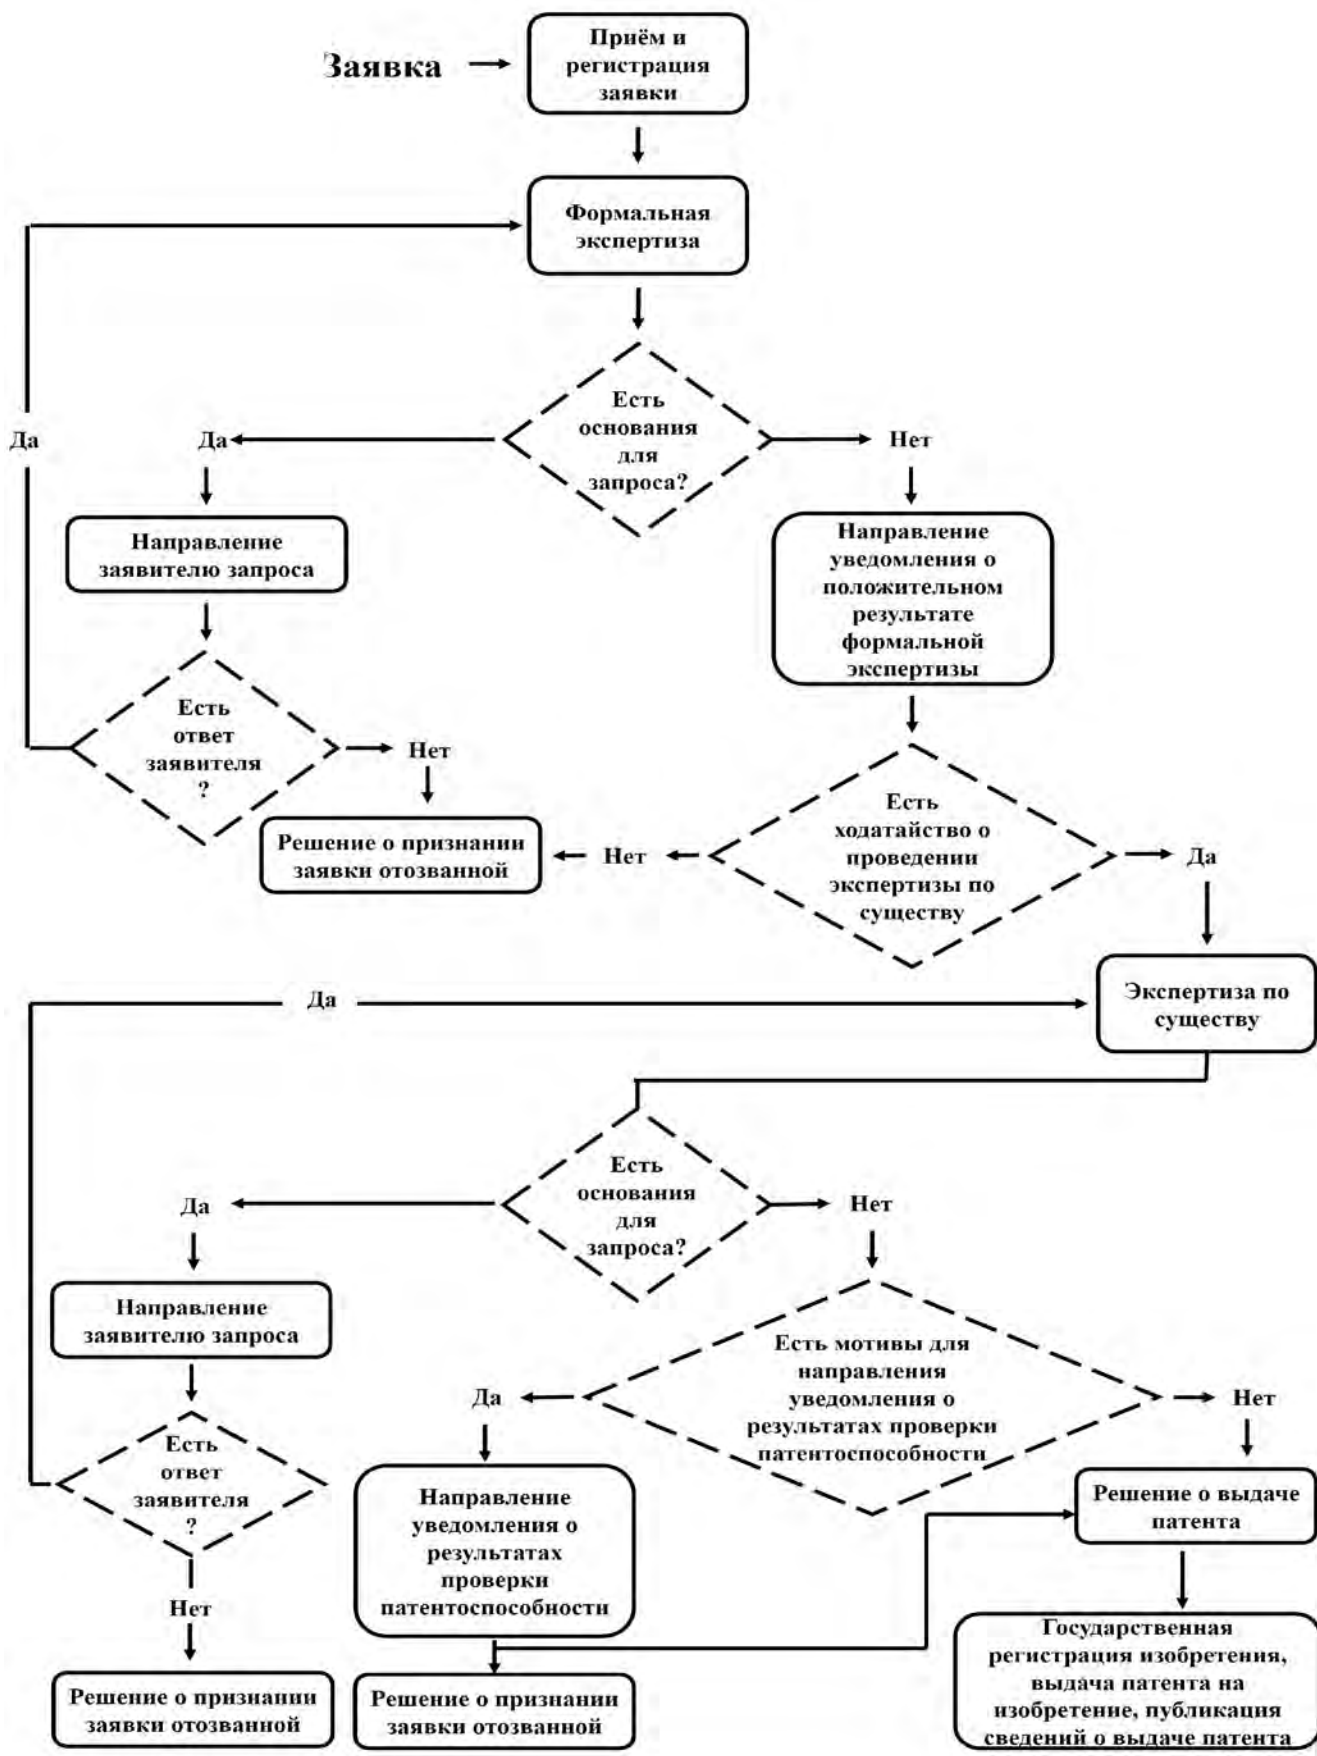 Заявка
Приём и
регистрация
заявки
Формальная
экспертиза
Есть
основания
для
запроса?
Да
Да
Нет
Направление
заявителю запроса
Направление
уведомления о
положительном
результате
формальной
экспертизы
Есть
ответ
заявителя
?
Нет
Решение о признании
заявки отозванной
Нет
Есть
ходатайство о
проведении
экспертизы по
существу
Да
Экспертиза по
существу
Да
Есть
основания
для
запроса?
Да
Нет
Направление
заявителю запроса
Есть мотивы для
направления
уведомления о
результатах проверки
патентоспособности
Да
Нет
Есть
ответ
заявителя
?
Направление
уведомления о
результатах
проверки
патентоспособности
Решение о выдаче
патента
Нет
Решение о признании
заявки отозванной
Решение о признании
заявки отозванной
Государственная
регистрация изобретения,
выдача патента на
изобретение, публикация
сведений о выдаче патента